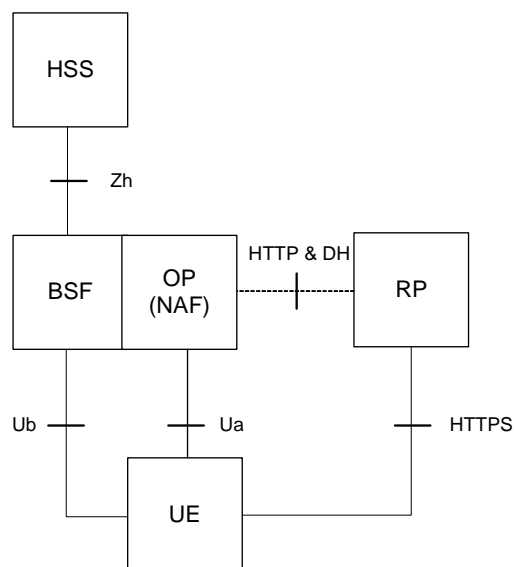 HSS
Zh
HTTP & DH
BSF
OP
(NAF)
RP
Ub
Ua
HTTPS
UE